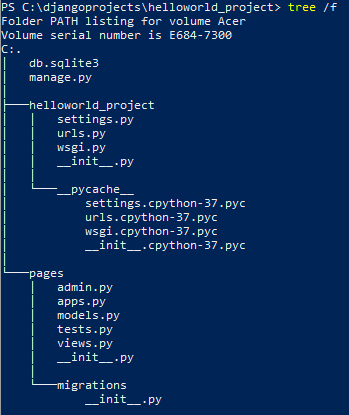 PS C:\djangoprojects\helloworld_project> tree /f
Folder PATH listing for volume Acer
Volume serial number is E684-7300
C:.
│   db.sqlite3
│   manage.py
│
├───helloworld_project
│   │   settings.py
│   │   urls.py
│   │   wsgi.py
│   │   __init__.py
│   │
│   └───__pycache__
│           settings.cpython-37.pyc
│           urls.cpython-37.pyc
│           wsgi.cpython-37.pyc
│           __init__.cpython-37.pyc
│
└───pages
    │   admin.py
    │   apps.py
    │   models.py
    │   tests.py
    │   views.py
    │   __init__.py
    │
    └───migrations
            __init__.py